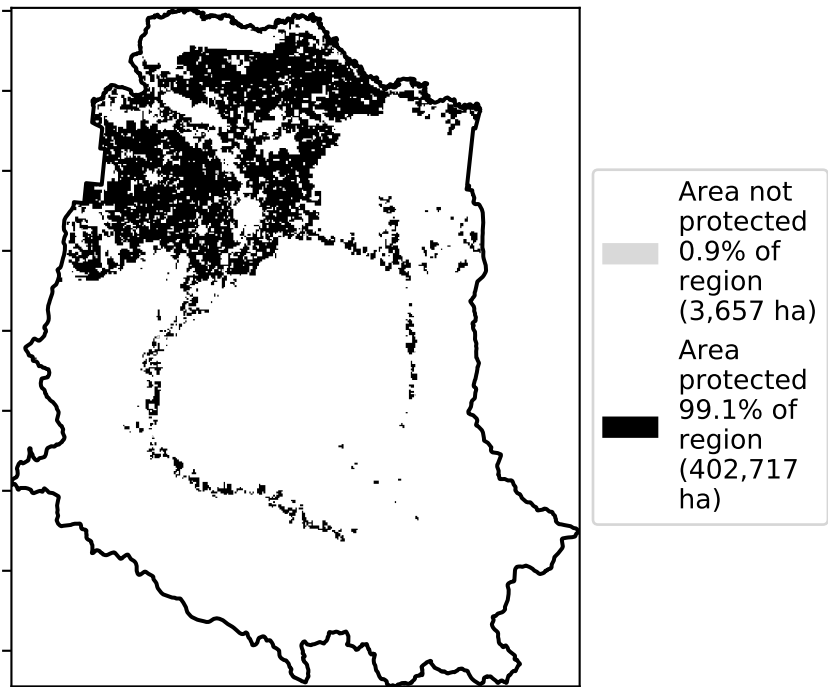 Area not
protected
0.9% of
region
(3,657 ha)
Area
protected
99.1% of
region
(402,717
ha)